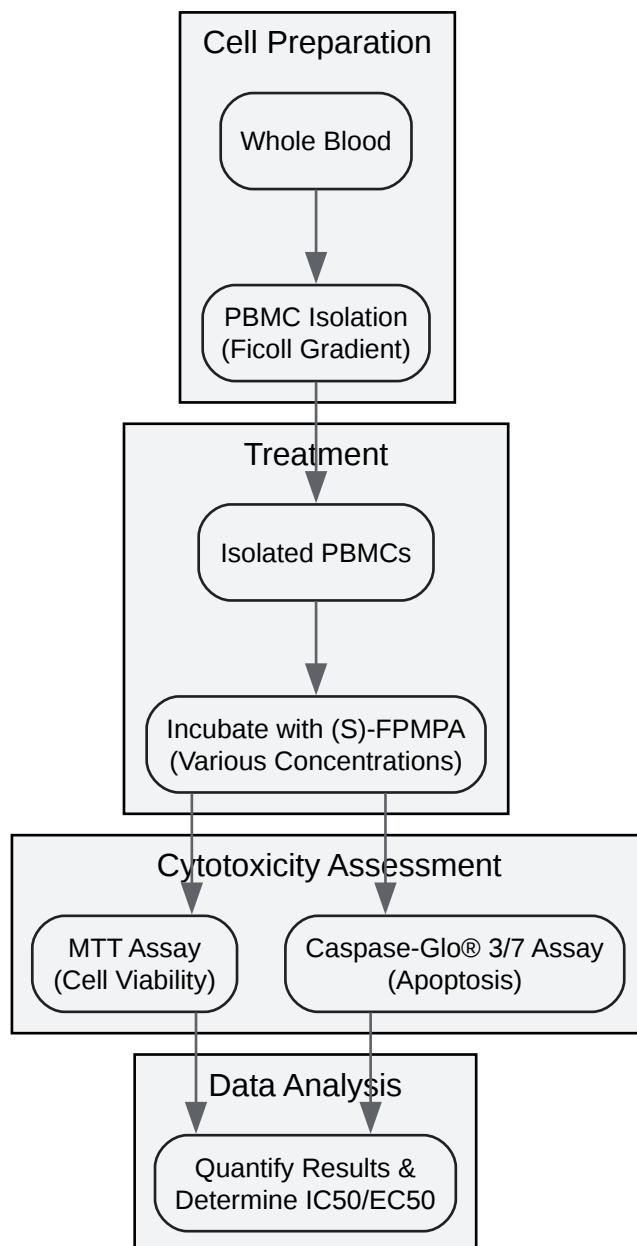 Cell Preparation
Whole Blood
PBMC Isolation
(Ficoll Gradient)
Treatment
Isolated PBMCs
Incubate with (S)-FPMPA
(Various Concentrations)
Cytotoxicity Assessment
MTT Assay
(Cell Viability)
Caspase-Glo® 3/7 Assay
(Apoptosis)
Data Analysis
Quantify Results &
Determine IC50/EC50